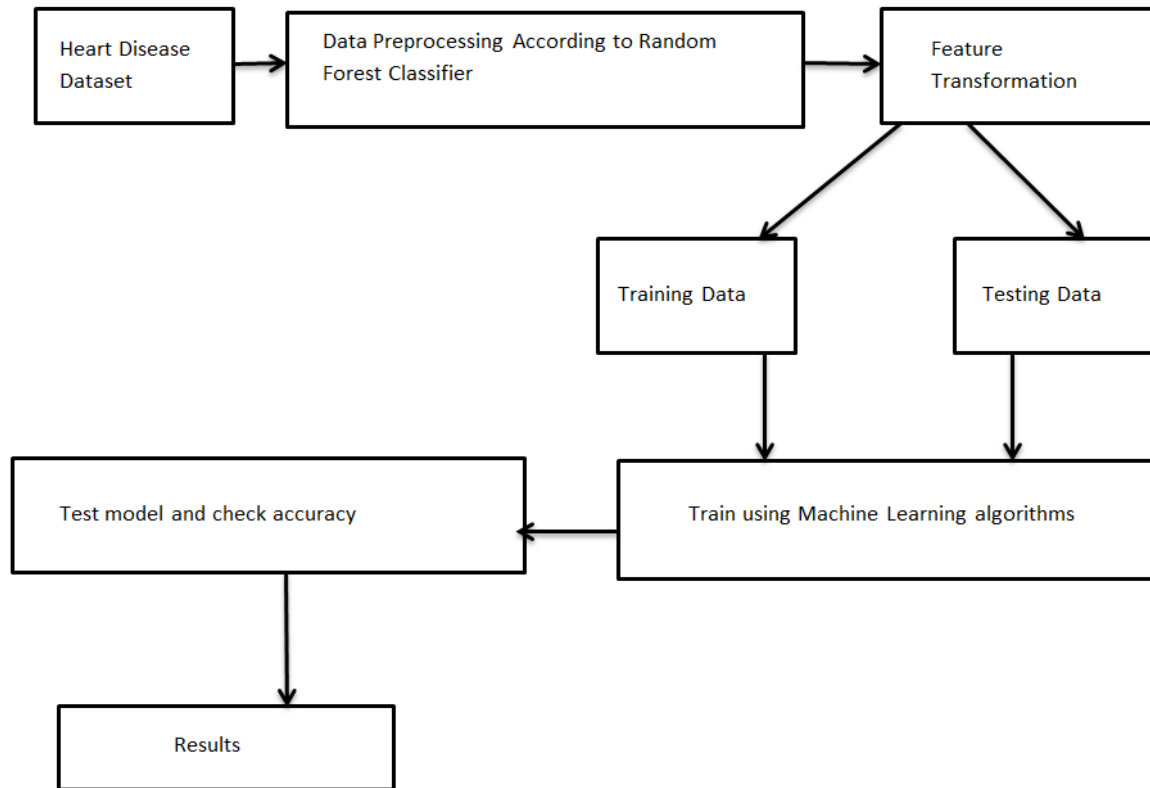 Heart Disease
Dataset
Data Preprocessing According to Random
Forest Classifier
Feature
Transformation
Training Data
Testing Data
Test model and check accuracy
Train using Machine Learning algorithms
Results